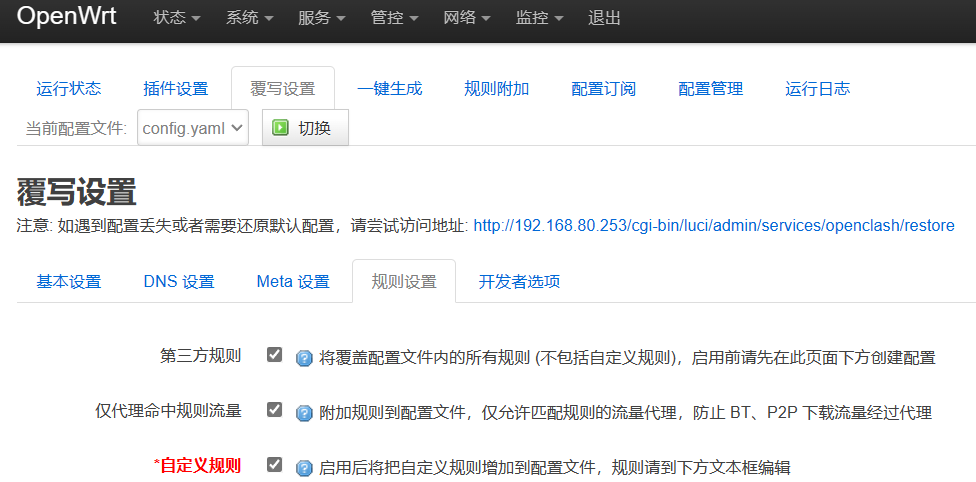 OpenWrt 状态 系统 服务 管控 网络 监控 退出
运行状态 插件设置 覆写设置 一键生成 规则附加 配置订阅 配置管理 运行日志
当前配置文件: config.yaml 切换
覆写设置
注意: 如遇到配置丢失或者需要还原默认配置，请尝试访问地址: http://192.168.80.253/cgi-bin/luci/admin/services/openclash/restore
基本设置 DNS 设置 Meta 设置 规则设置 开发者选项
第三方规则 将覆盖配置文件内的所有规则 (不包括自定义规则)，启用前请先在此页面下方创建配置
仅代理命中规则流量 附加规则到配置文件，仅允许匹配规则的流量代理，防止 BT、P2P 下载流量经过代理
*自定义规则 启用后将把自定义规则增加到配置文件，规则请到下方文本框编辑